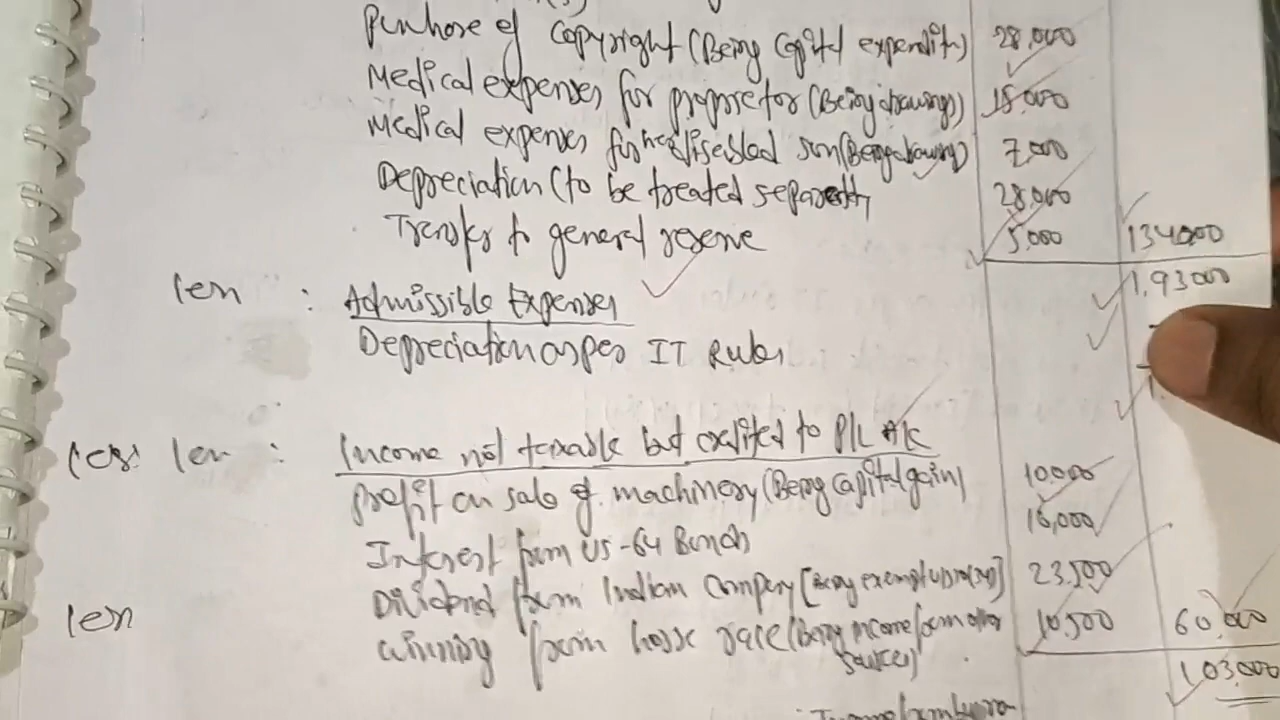 Purchase of Copyright (Being Capital expenditure) 28,000
Medical expenses for proprietor (Being drawings) 15,000
Medical expenses for her disabled son (Being drawing) 7,000
Depreciation (to be treated separately 28,000
Transfer to general reserve 5,000 134000
1,93000
less : Admissible Expenses
Depreciation as per IT Rules
less : Income not taxable but credited to P/L A/c
profit on sale of machinery (Being Capital gain) 10,000
Interest from US-64 Bonds 16,000
Dividend from Indian Company [Being exempt 23,500
less winning from horse race (Being income from other sources) 10,500 60,000
1,03,000